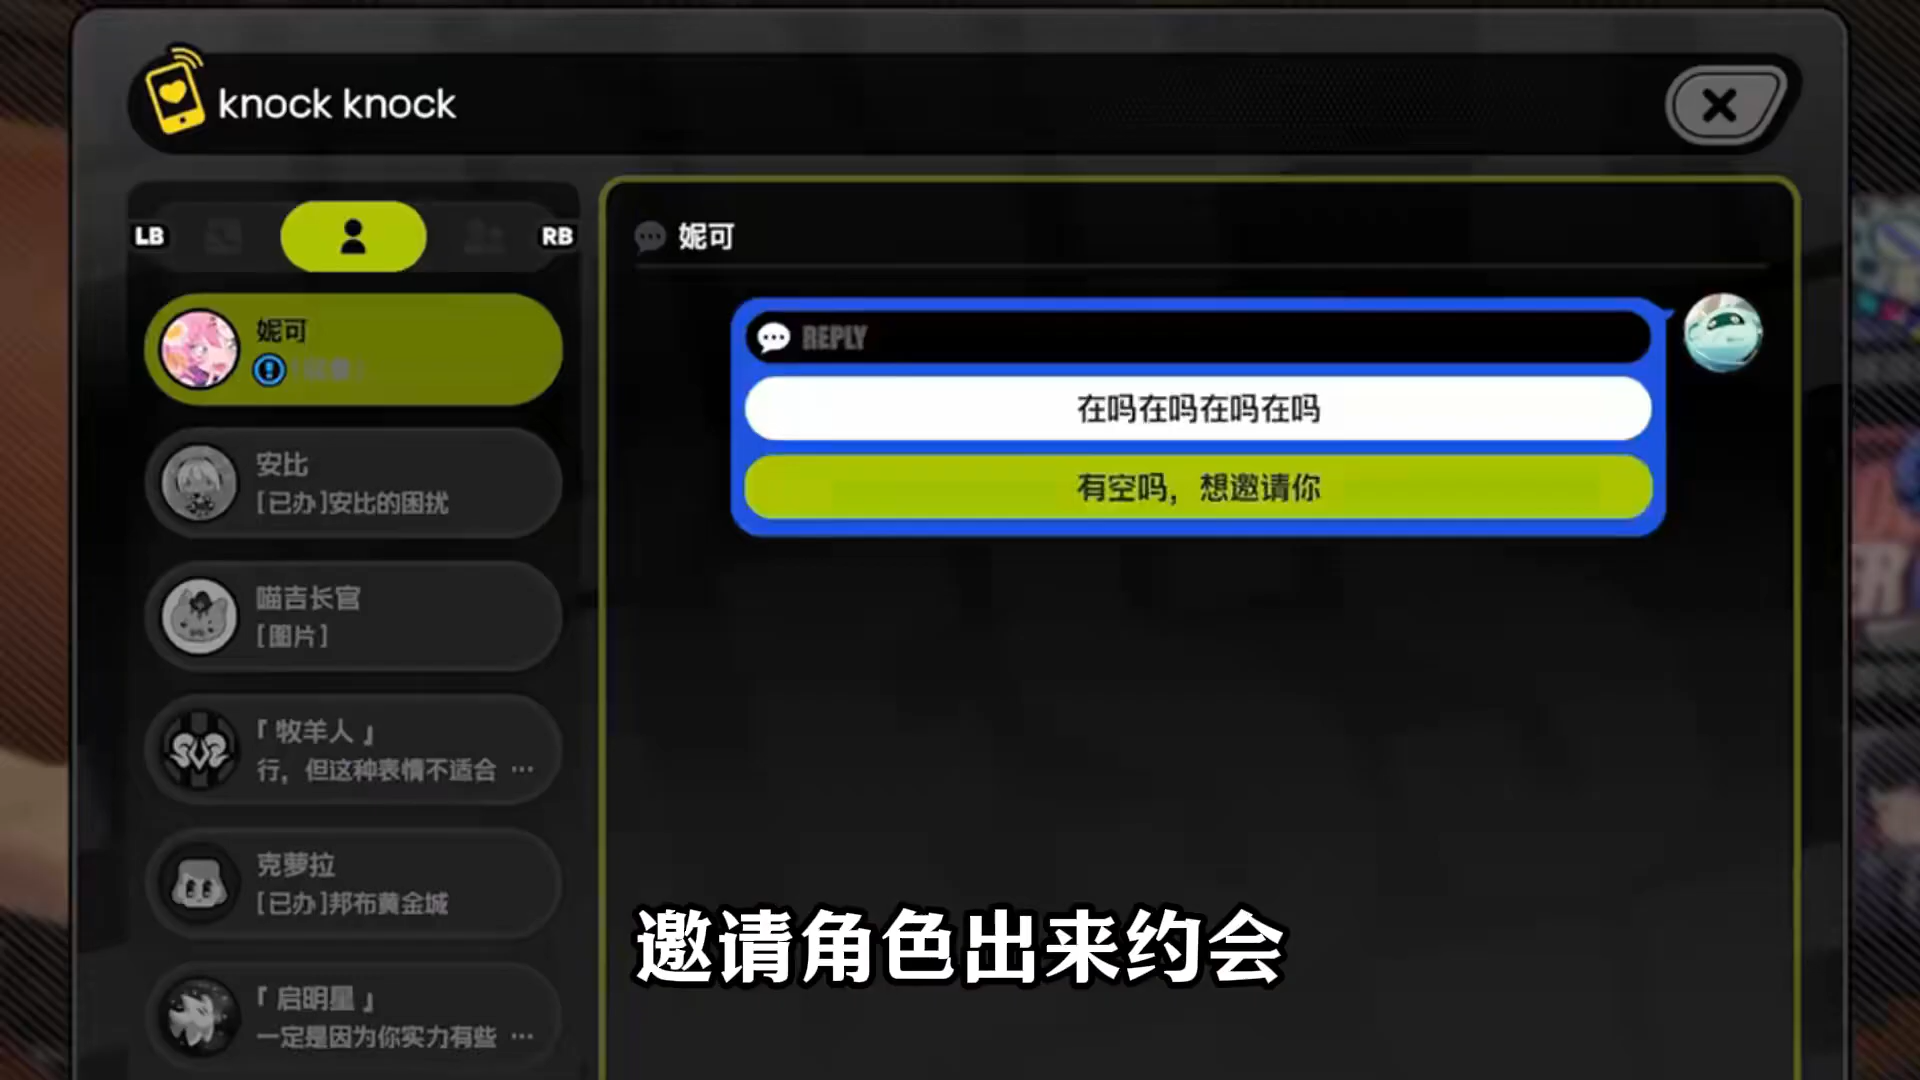 knock knock
LB
RB
妮可
安比
[已办]安比的困扰
喵吉长官
[图片]
「牧羊人」
行，但这种表情不适合 …
克萝拉
[已办]邦布黄金城
「启明星」
一定是因为你实力有些 …
妮可
REPLY
在吗在吗在吗在吗
有空吗，想邀请你
邀请角色出来约会